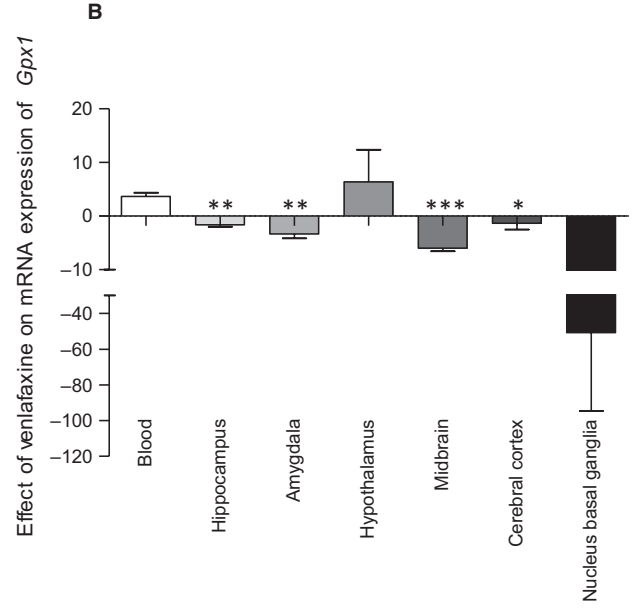 B
Effect of venlafaxine on mRNA expression of Gpx1
20
10
0
–10
–40
–60
–80
–100
–120
** ** *** *
Blood
Hippocampus
Amygdala
Hypothalamus
Midbrain
Cerebral cortex
Nucleus basal ganglia